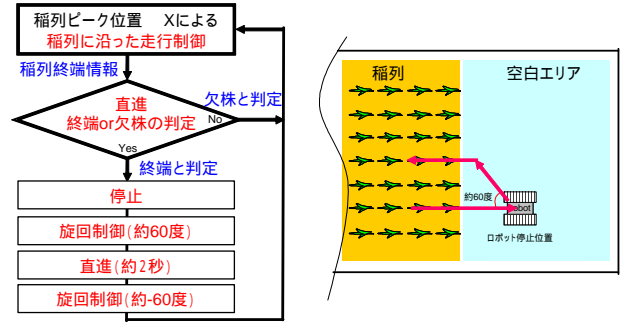 稲列ピーク位置　Xによる
稲列に沿った走行制御
稲列終端情報
欠株と判定
直進
終端or欠株の判定
No
Yes
終端と判定
停止
旋回制御(約60度)
直進(約2秒)
旋回制御(約-60度)
稲列
空白エリア
約60度
Robot
ロボット停止位置